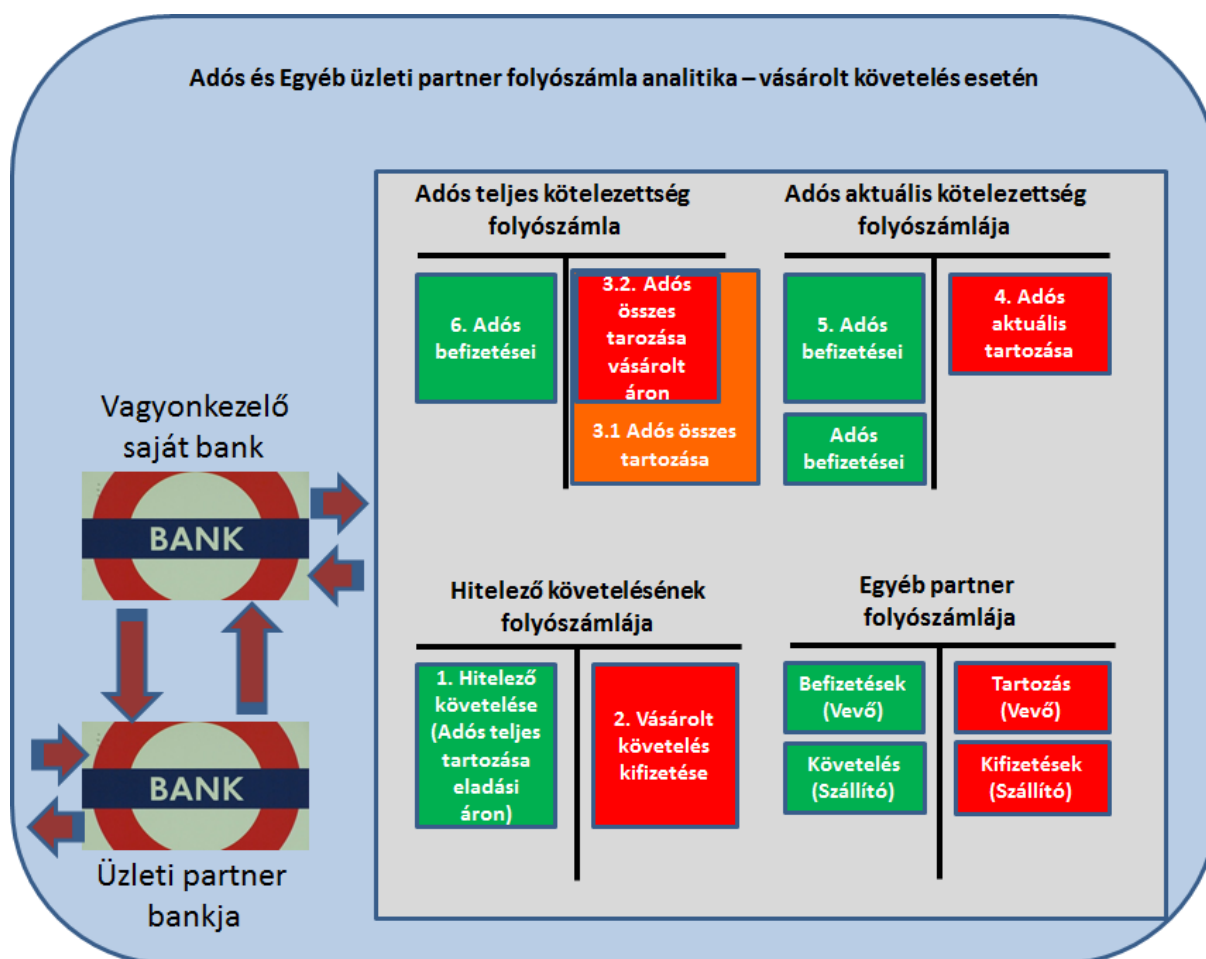 Adós és Egyéb üzleti partner folyószámla analitika – vásárolt követelés esetén
Adós teljes kötelezettség
folyószámla
6. Adós
befizetései
3.2. Adós
összes
tarozása
vásárolt
áron
3.1 Adós összes
tartozása
Adós aktuális kötelezettség
folyószámlája
5. Adós
befizetései
Adós
befizetései
4. Adós
aktuális
tartozása
Vagyonkezelő
saját bank
BANK
BANK
Üzleti partner
bankja
Hitelező követelésének
folyószámlája
1. Hitelező
követelése
(Adós teljes
tartozása
eladási
áron)
2. Vásárolt
követelés
kifizetése
Egyéb partner
folyószámlája
Befizetések
(Vevő)
Követelés
(Szállító)
Tartozás
(Vevő)
Kifizetések
(Szállító)